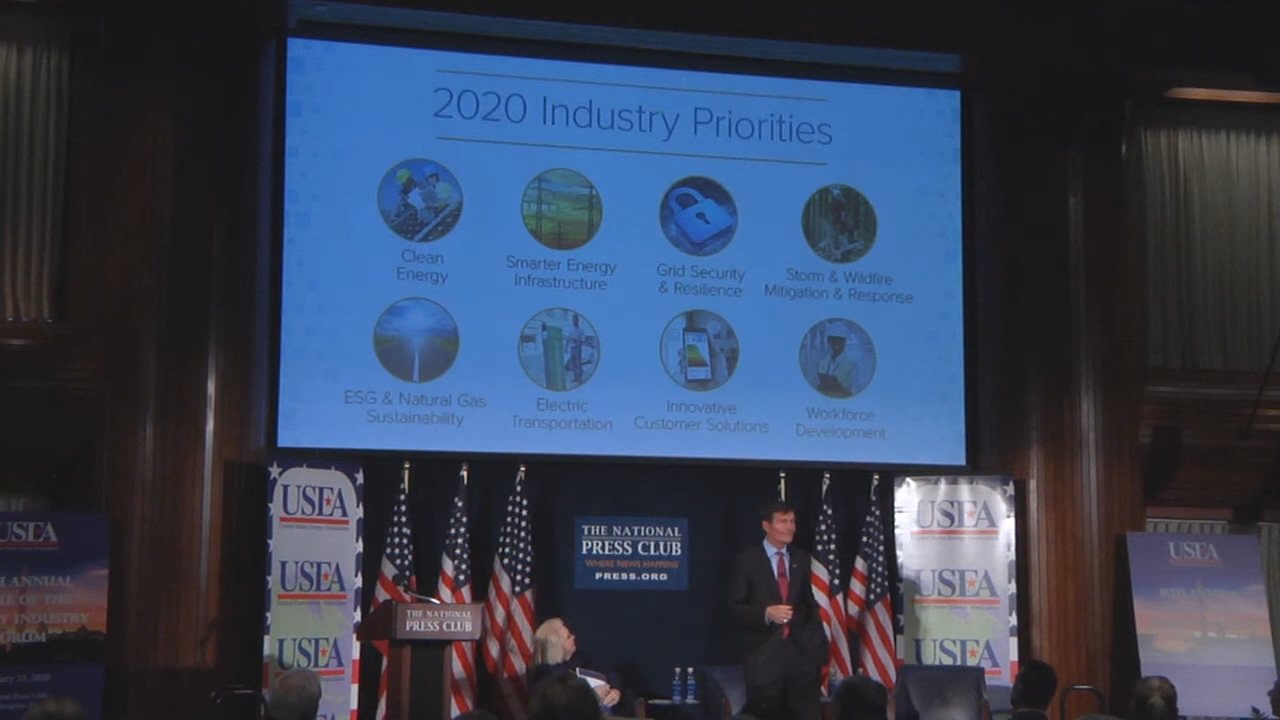 2020 Industry Priorities
Clean
Energy
Smarter Energy
Infrastructure
Grid Security
& Resilience
Storm & Wildfire
Mitigation & Response
ESG & Natural Gas
Sustainability
Electric
Transportation
Innovative
Customer Solutions
Workforce
Development
USEA
USEA
USEA
THE NATIONAL
PRESS CLUB
WHERE NEWS HAPPENS
PRESS.ORG
THE NATIONAL
PRESS CLUB
USEA
USEA
USEA
USEA
ANNUAL
OF THE
INDUSTRY
2020
USEA